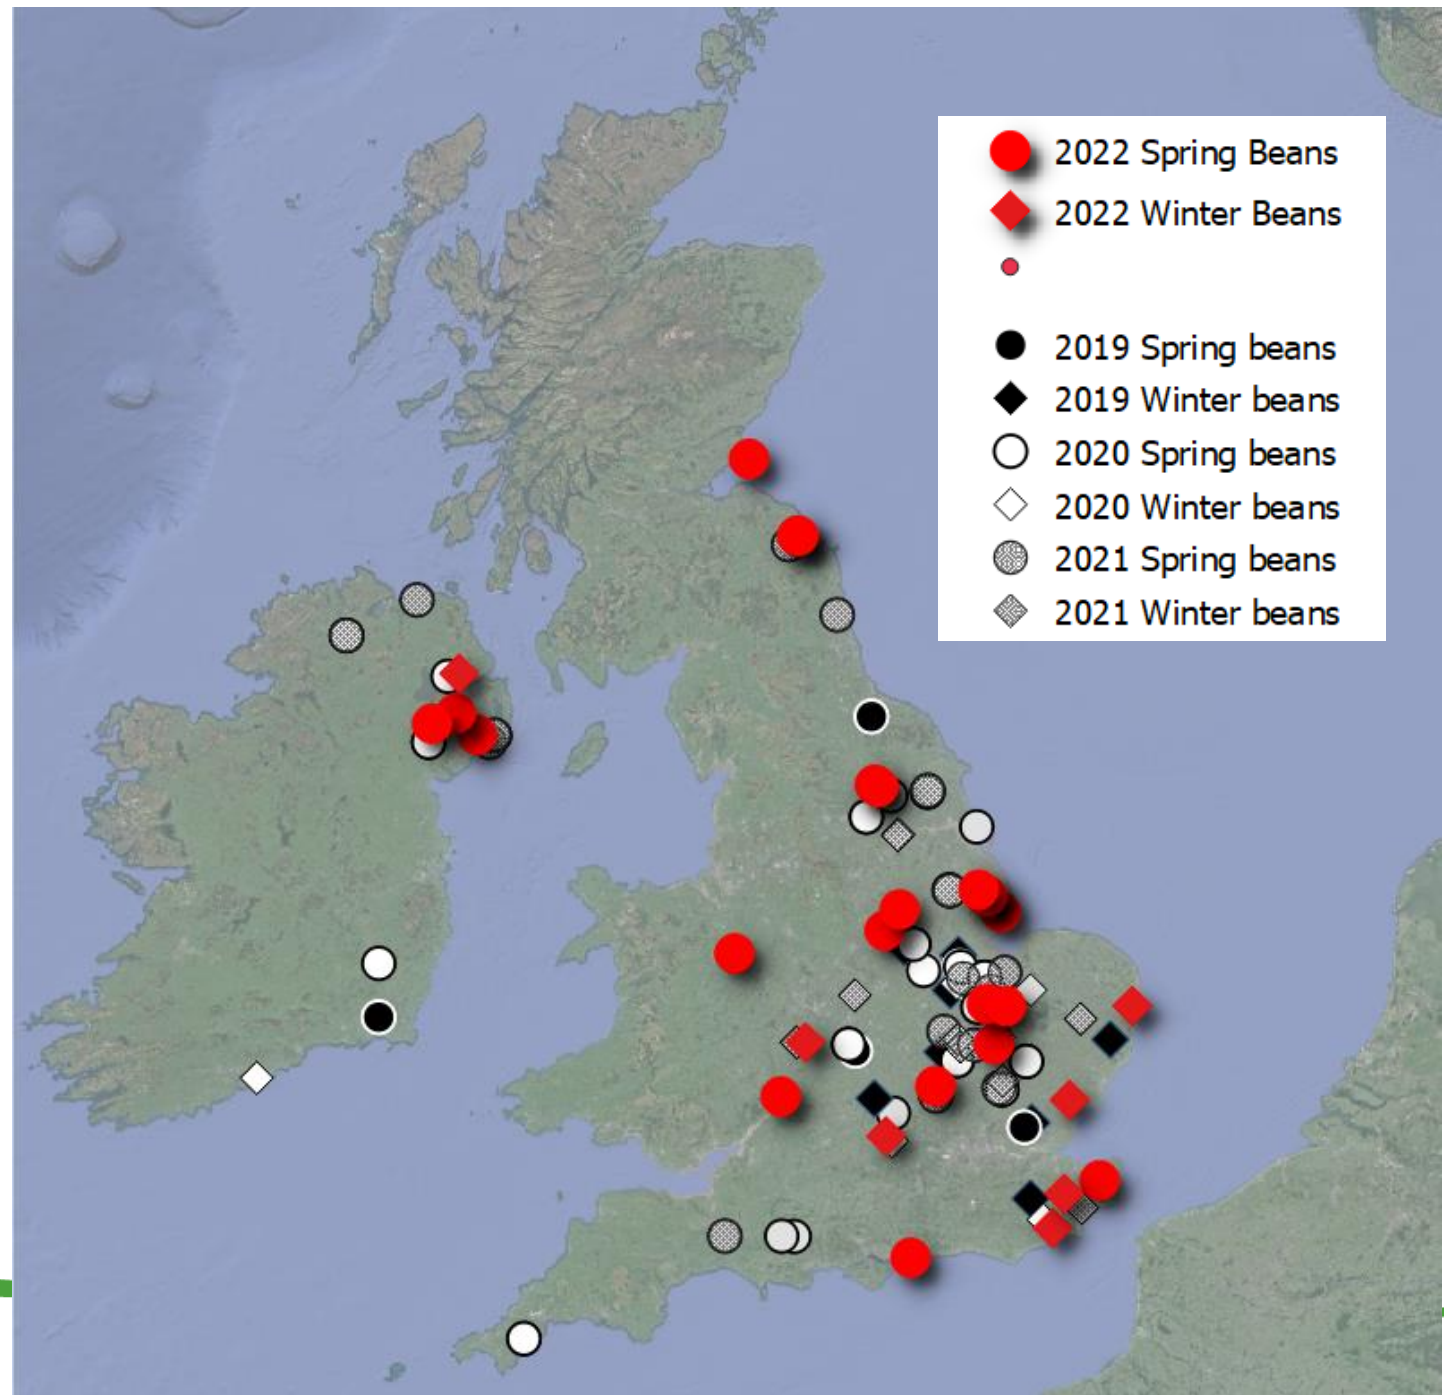 2022 Spring Beans
2022 Winter Beans
2019 Spring beans
2019 Winter beans
2020 Spring beans
2020 Winter beans
2021 Spring beans
2021 Winter beans